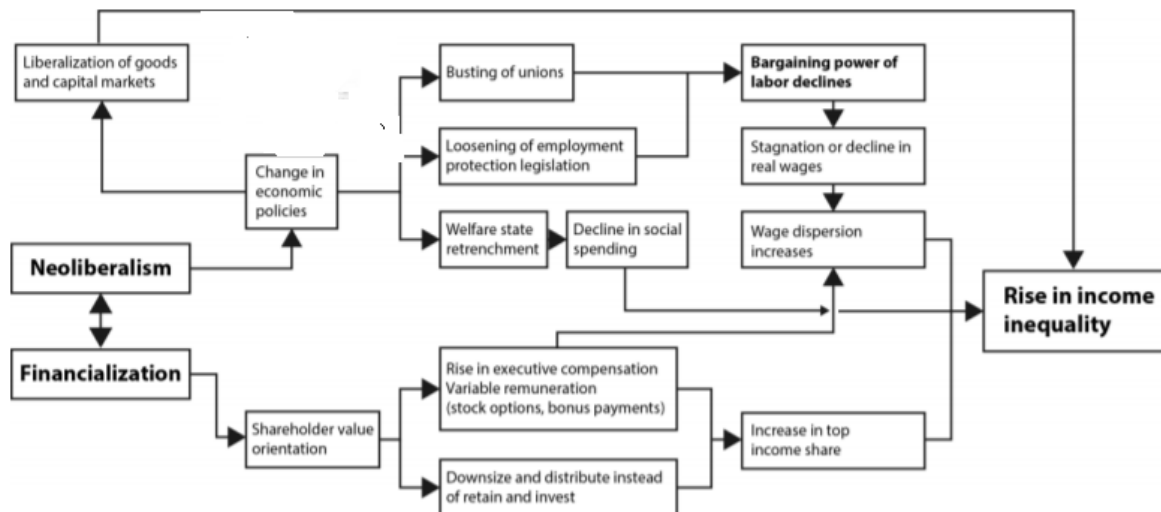 Liberalization of goods
and capital markets
Busting of unions
Bargaining power of
labor declines
Loosening of employment
protection legislation
Stagnation or decline in
real wages
Change in
economic
policies
Welfare state
retrenchment
Decline in social
spending
Wage dispersion
increases
Neoliberalism
Rise in income
inequality
Financialization
Rise in executive compensation
Variable remuneration
(stock options, bonus payments)
Shareholder value
orientation
Increase in top
income share
Downsize and distribute instead
of retain and invest